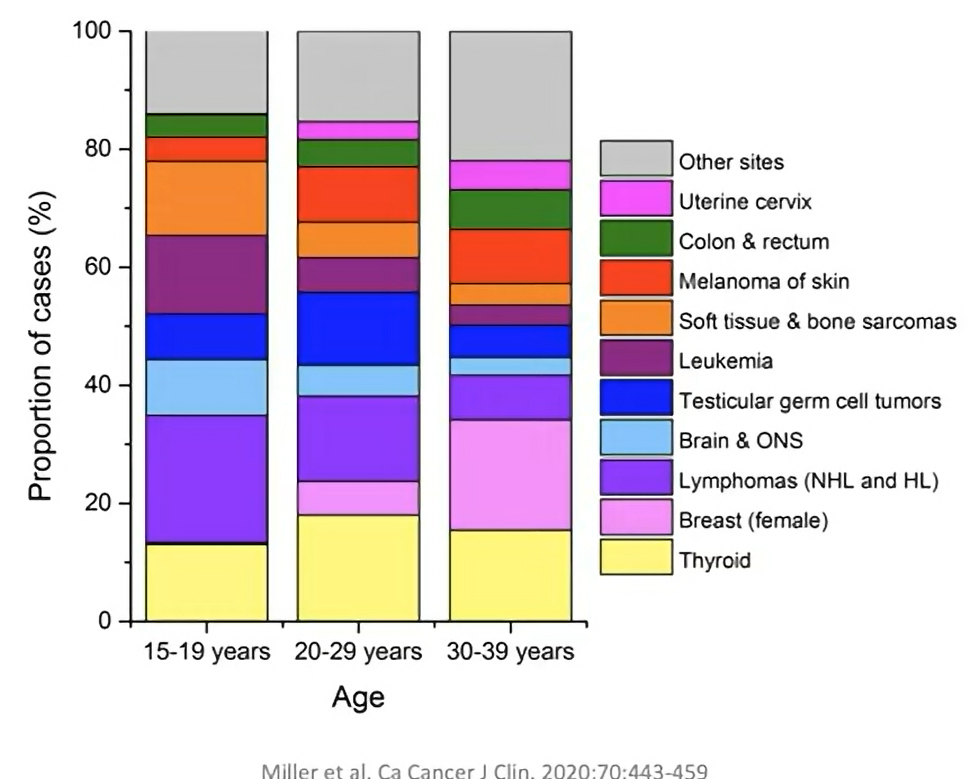 100
80
60
40
20
0
Proportion of cases (%)
15-19 years
20-29 years
30-39 years
Age
Other sites
Uterine cervix
Colon & rectum
Melanoma of skin
Soft tissue & bone sarcomas
Leukemia
Testicular germ cell tumors
Brain & ONS
Lymphomas (NHL and HL)
Breast (female)
Thyroid
Miller et al. Ca Cancer J Clin. 2020:70:443-459